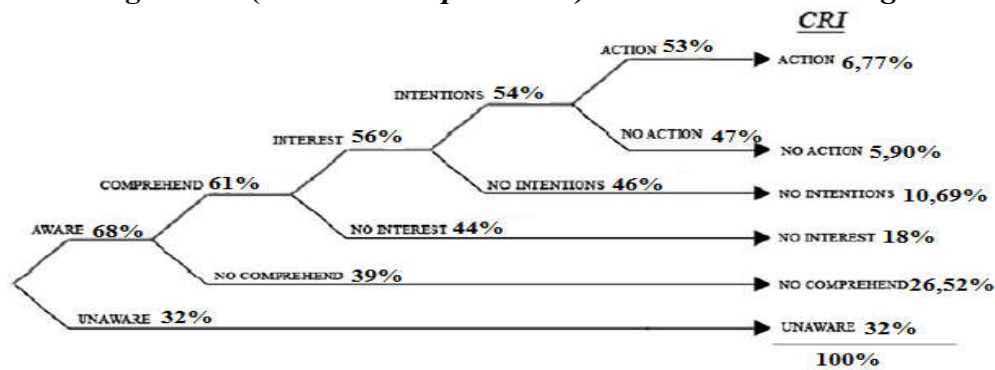 CRI
ACTION 53%
ACTION 6,77%
INTENTIONS 54%
INTEREST 56%
NO ACTION 47%
NO ACTION 5,90%
COMPREHEND 61%
NO INTENTIONS 46%
NO INTENTIONS 10,69%
AWARE 68%
NO INTEREST 44%
NO INTEREST 18%
NO COMPREHEND 39%
NO COMPREHEND 26,52%
UNAWARE 32%
UNAWARE 32%
100%